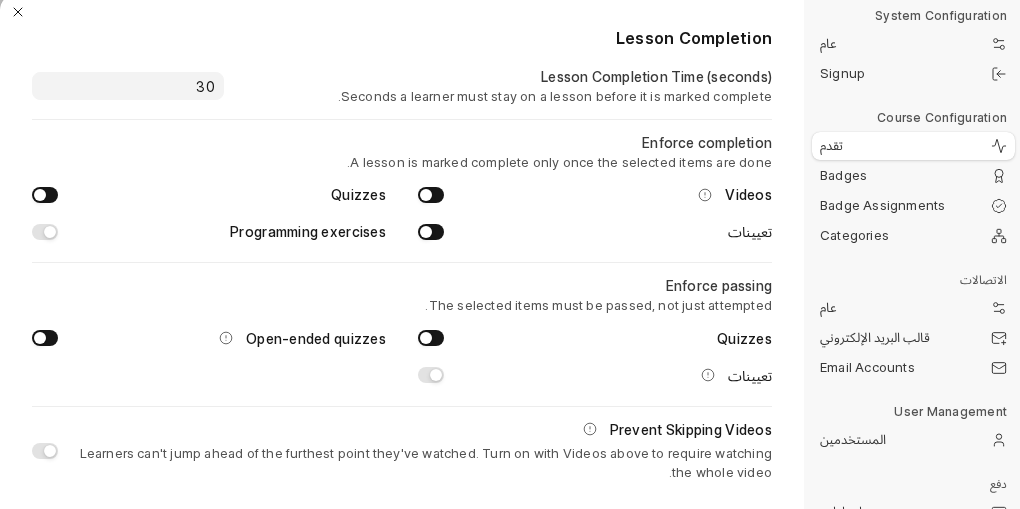 Lesson Completion
Lesson Completion Time (seconds)
Seconds a learner must stay on a lesson before it is marked complete.
30
Enforce completion
A lesson is marked complete only once the selected items are done.
Videos
Quizzes
تعيينات
Programming exercises
Enforce passing
The selected items must be passed, not just attempted.
Quizzes
Open-ended quizzes
تعيينات
Prevent Skipping Videos
Learners can't jump ahead of the furthest point they've watched. Turn on with Videos above to require watching
the whole video.
System Configuration
عام
Signup
Course Configuration
تقدم
Badges
Badge Assignments
Categories
الاتصالات
عام
قالب البريد الإلكتروني
Email Accounts
User Management
المستخدمين
دفع